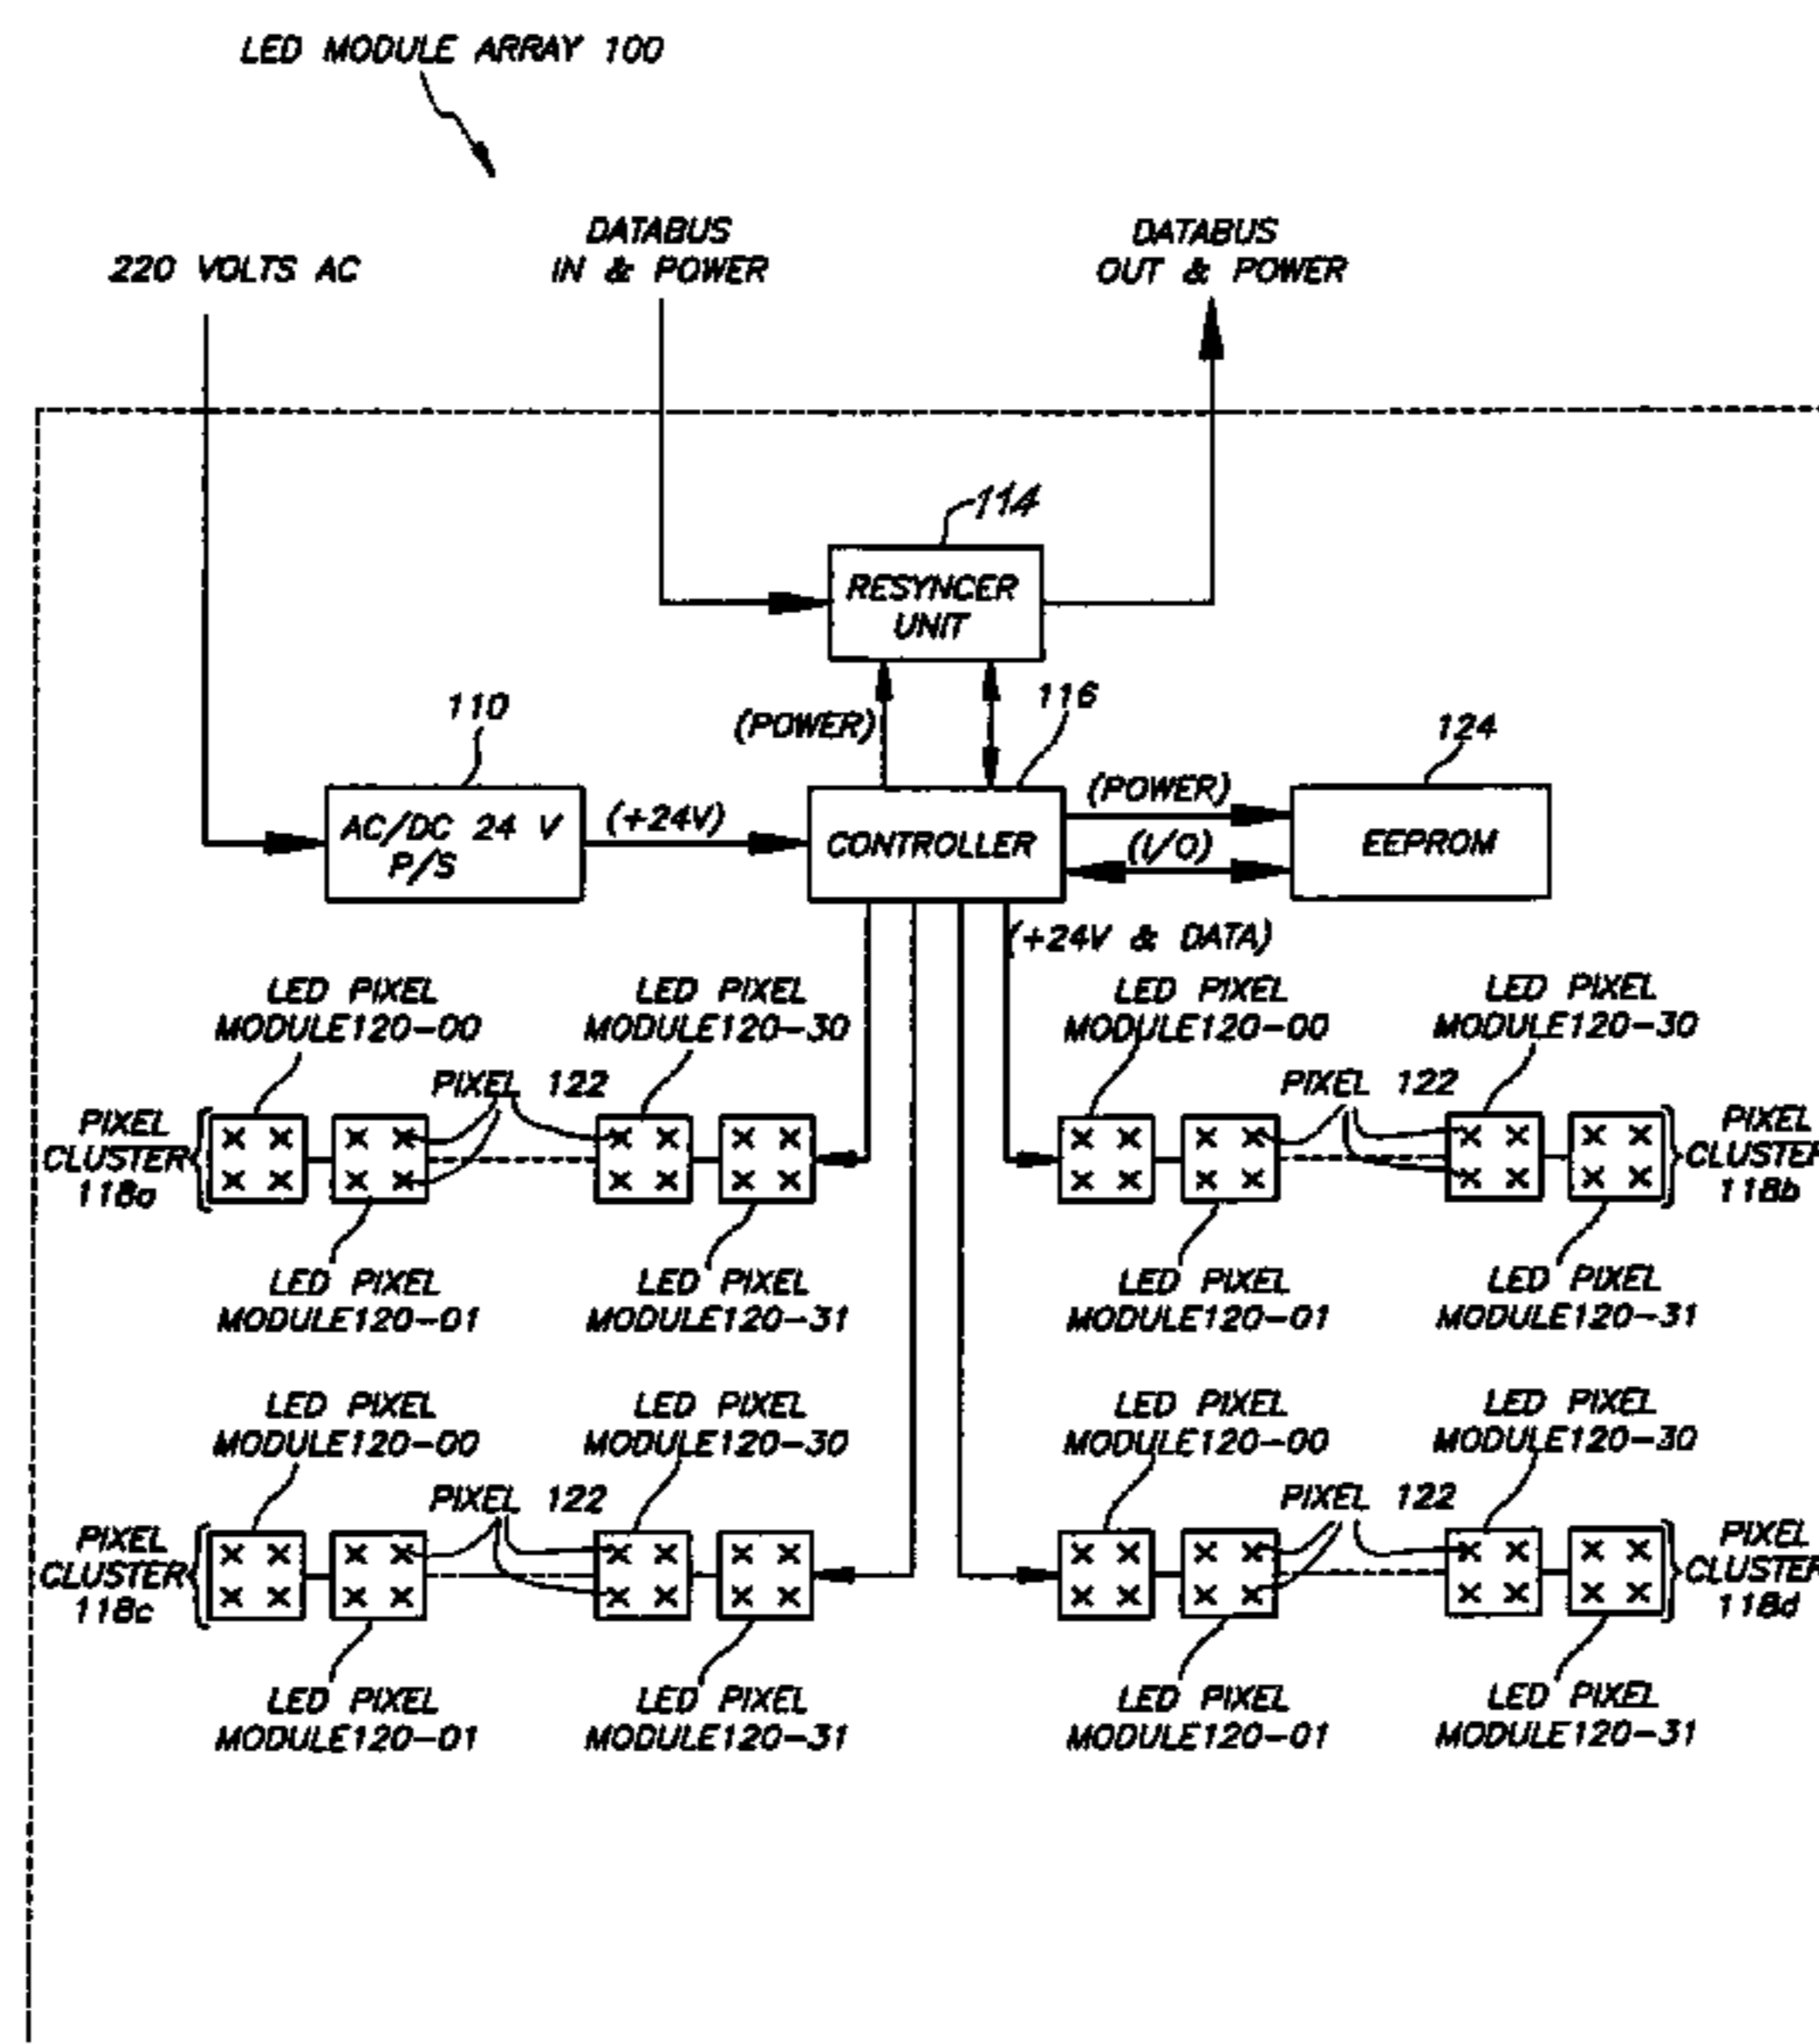 LED MODULE ARRAY 100
220 VOLTS AC
DATABUS
IN & POWER
DATABUS
OUT & POWER
114
RESYNCER
UNIT
110
(POWER)
116
124
AC/DC 24 V
P/S
(+24V)
CONTROLLER
(POWER)
(I/O)
EEPROM
(+24V & DATA)
LED PIXEL
MODULE120-00
LED PIXEL
MODULE120-30
PIXEL 122
PIXEL
CLUSTER
118a
LED PIXEL
MODULE120-01
LED PIXEL
MODULE120-31
LED PIXEL
MODULE120-00
LED PIXEL
MODULE120-30
PIXEL 122
PIXEL
CLUSTER
118b
LED PIXEL
MODULE120-01
LED PIXEL
MODULE120-31
LED PIXEL
MODULE120-00
LED PIXEL
MODULE120-30
PIXEL 122
PIXEL
CLUSTER
118c
LED PIXEL
MODULE120-01
LED PIXEL
MODULE120-31
LED PIXEL
MODULE120-00
LED PIXEL
MODULE120-30
PIXEL 122
PIXEL
CLUSTER
118d
LED PIXEL
MODULE120-01
LED PIXEL
MODULE120-31